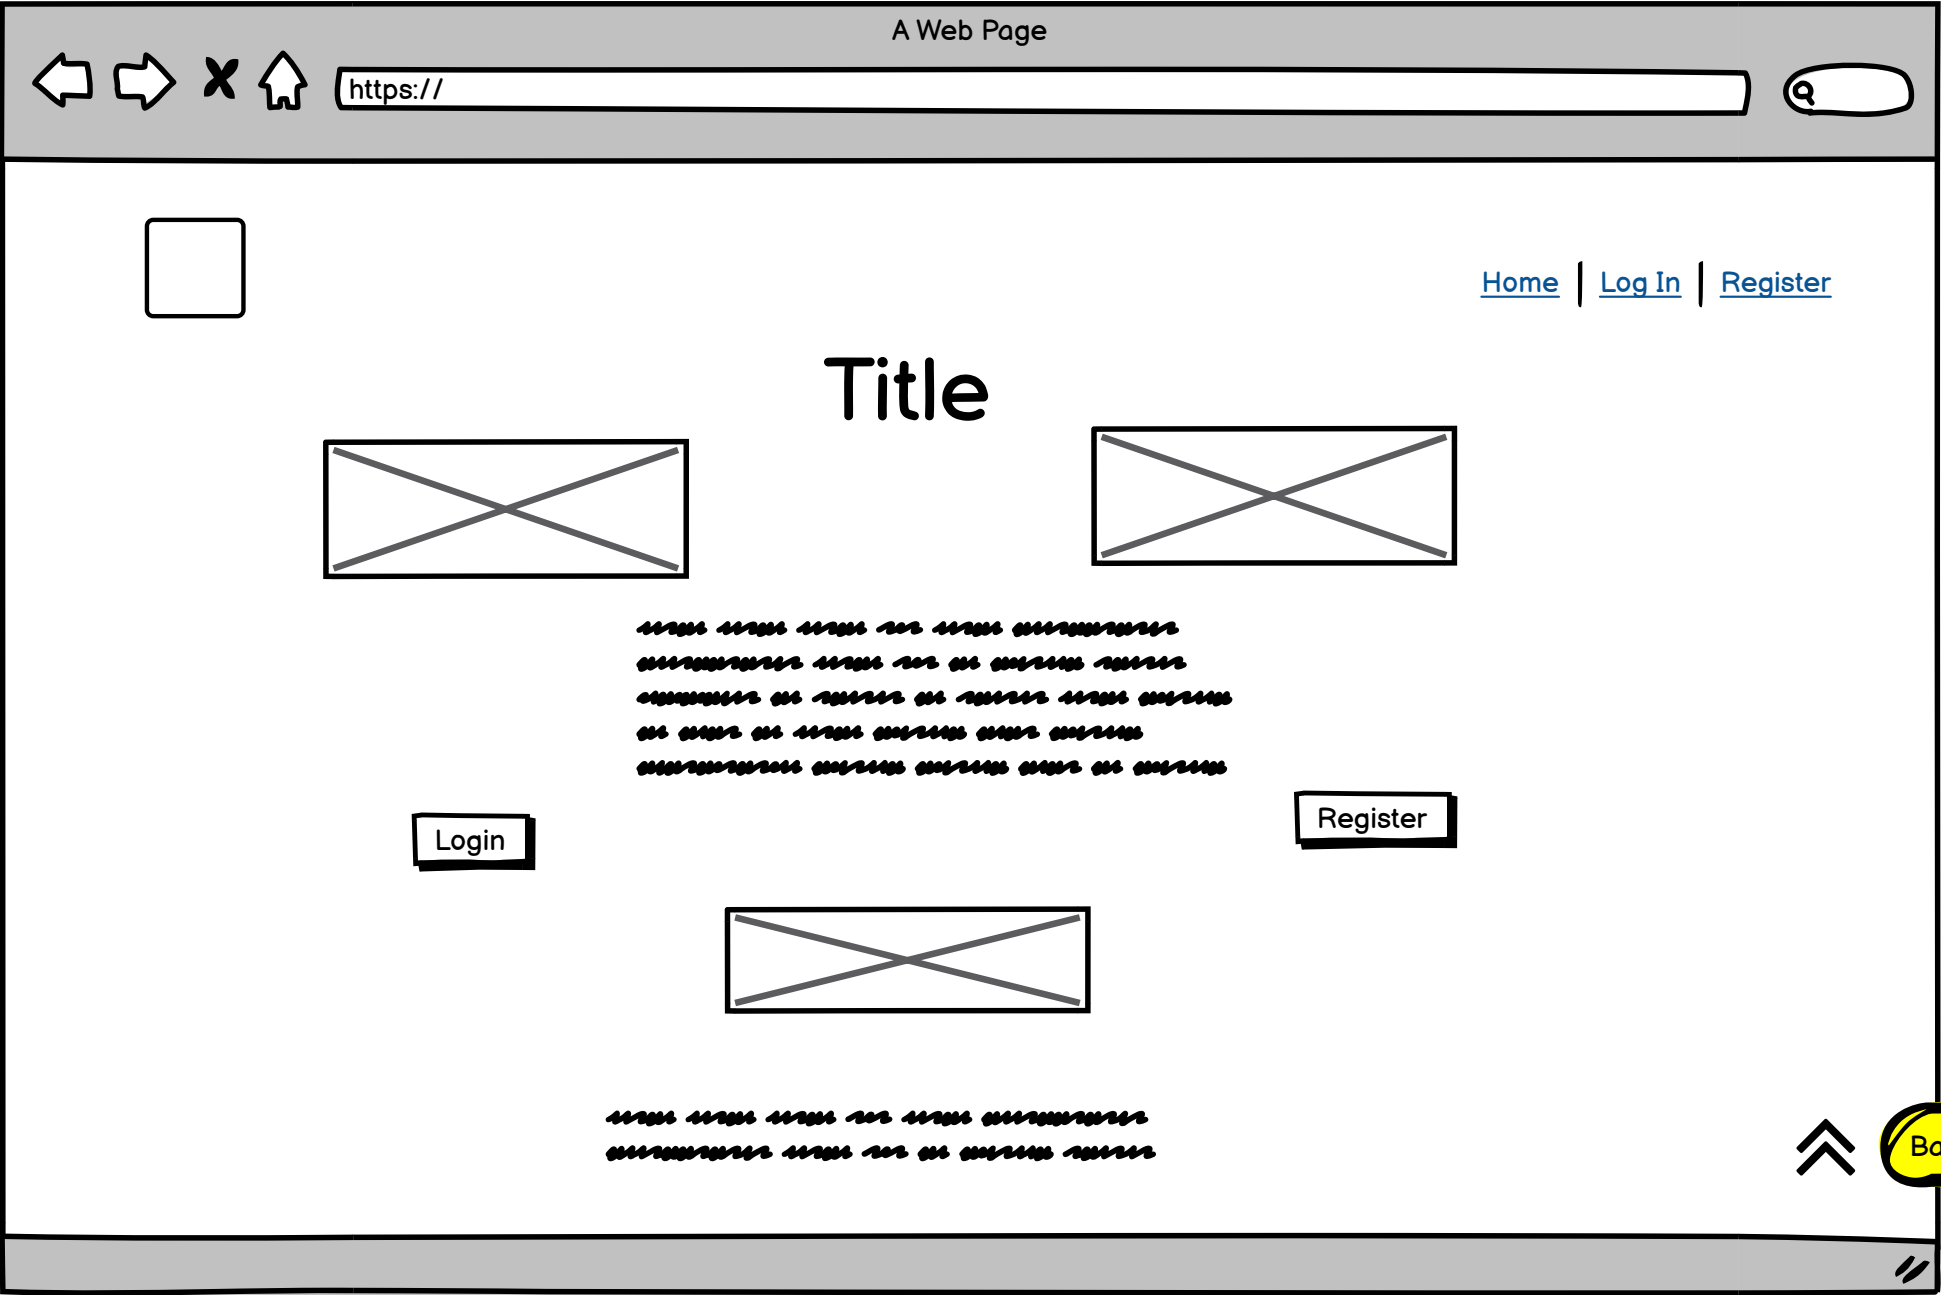 A Web Page
https://
Home | Log In | Register
Title
Login
Register